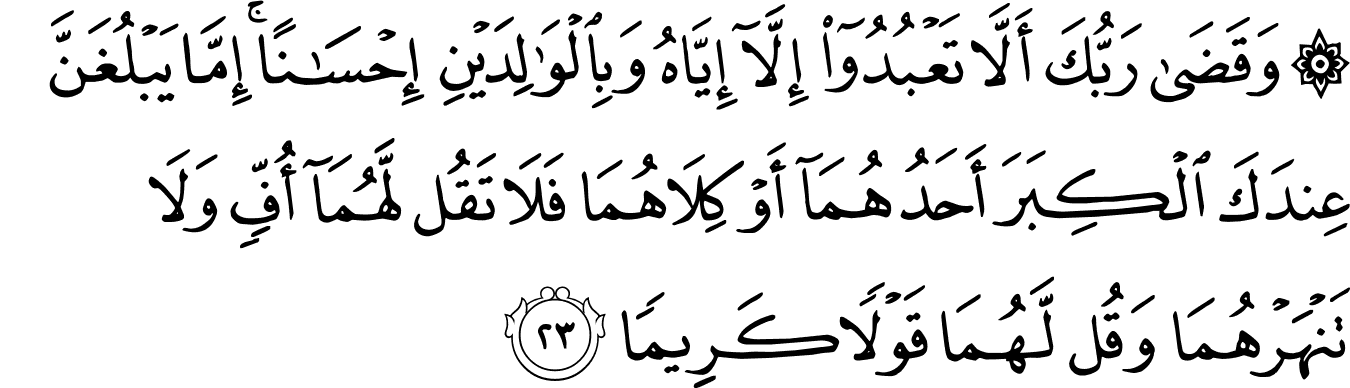 ۞ وَقَضَىٰ رَبُّكَ أَلَّا تَعۡبُدُوٓاْ إِلَّآ إِيَّاهُ وَبِٱلۡوَٰلِدَيۡنِ إِحۡسَٰنًاۚ إِمَّا يَبۡلُغَنَّ
عِندَكَ ٱلۡكِبَرَ أَحَدُهُمَآ أَوۡ كِلَاهُمَا فَلَا تَقُل لَّهُمَآ أُفّٖ وَلَا
تَنۡهَرۡهُمَا وَقُل لَّهُمَا قَوۡلٗا كَرِيمٗا ٢٣